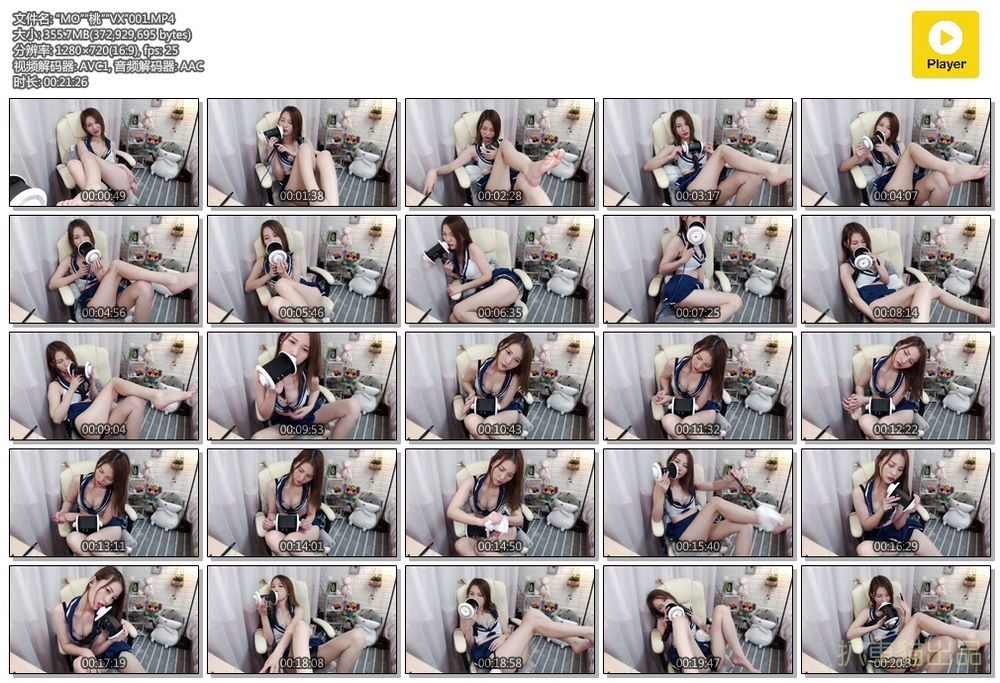 文件名: "MO""桃""VX"001.MP4
大小: 355.7MB(372,929,695 bytes)
分辨率: 1280×720(16:9), fps: 25
视频解码器: AVC1, 音频解码器: AAC
时长: 00:21:26
Player
00:00:49 00:01:38 00:02:28 00:03:17 00:04:07
00:04:56 00:05:46 00:06:35 00:07:25 00:08:14
00:09:04 00:09:53 00:10:43 00:11:32 00:12:22
00:13:11 00:14:01 00:14:50 00:15:40 00:16:29
00:17:19 00:18:08 00:18:58 00:19:47 00:20:37
出品